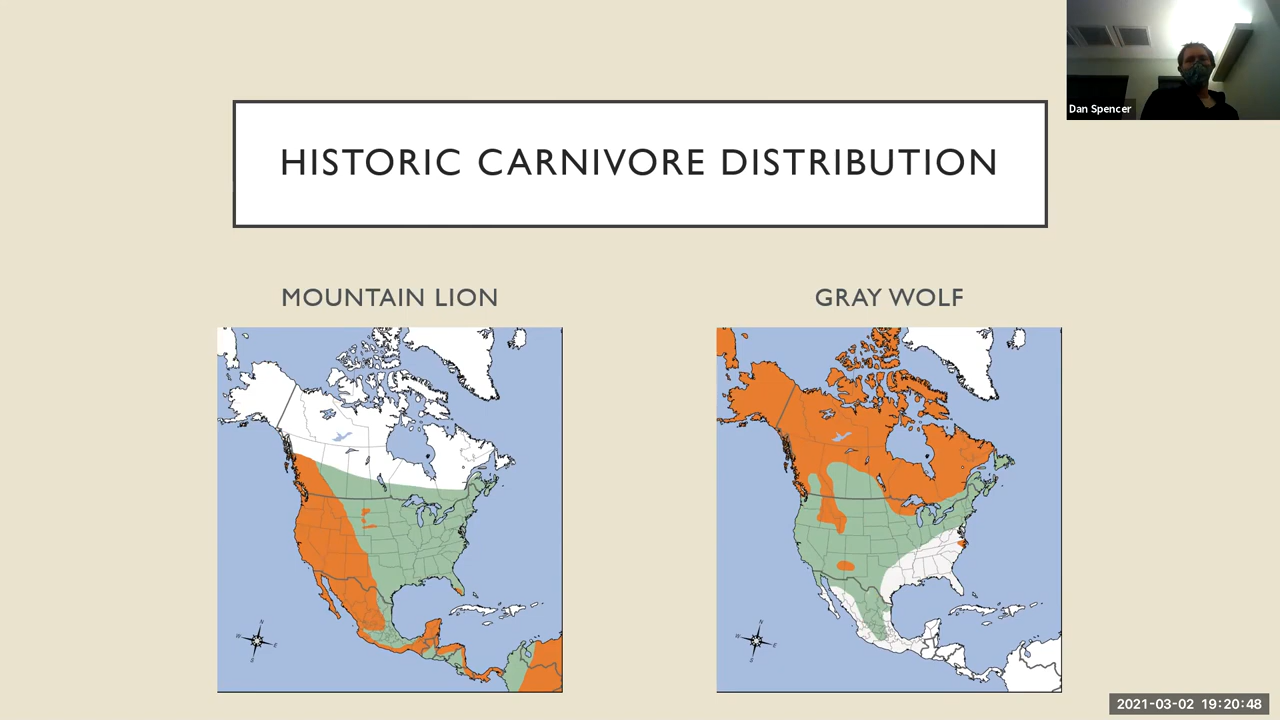 Dan Spencer
HISTORIC CARNIVORE DISTRIBUTION
MOUNTAIN LION
GRAY WOLF
N
W
E
S
N
W
E
S
2021-03-02 19:20:48